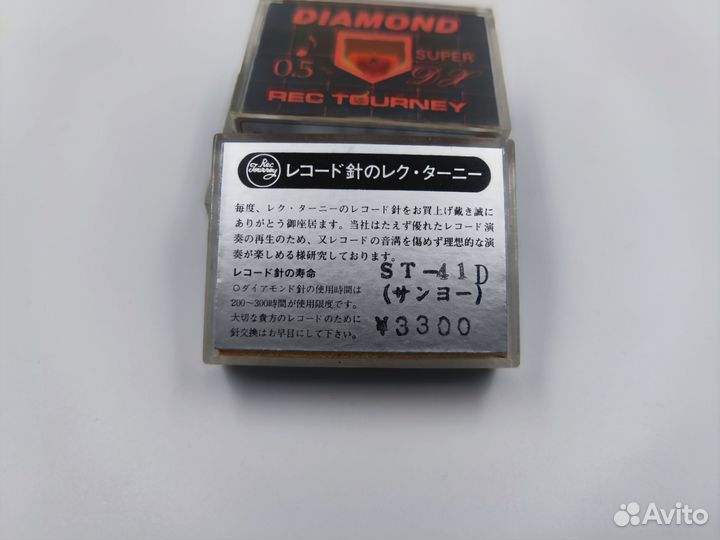 DIAMOND
0.5
SUPER
DX
REC TOURNEY
Rec Tourney
レコード針のレク・ターニー
毎度、レク・ターニーのレコード針をお買上げ戴き誠に
ありがとう御座居ます。当社はたえず優れたレコード演
奏の再生のため、又レコードの音溝を傷めず理想的な演
奏が楽しめる様研究しております。
レコード針の寿命
○ダイアモンド針の使用時間は
200〜300時間が使用限度です。
大切な貴方のレコードのために
針交換はお早目にして下さい。
ST-41D
(サンヨー)
¥3300
Avito